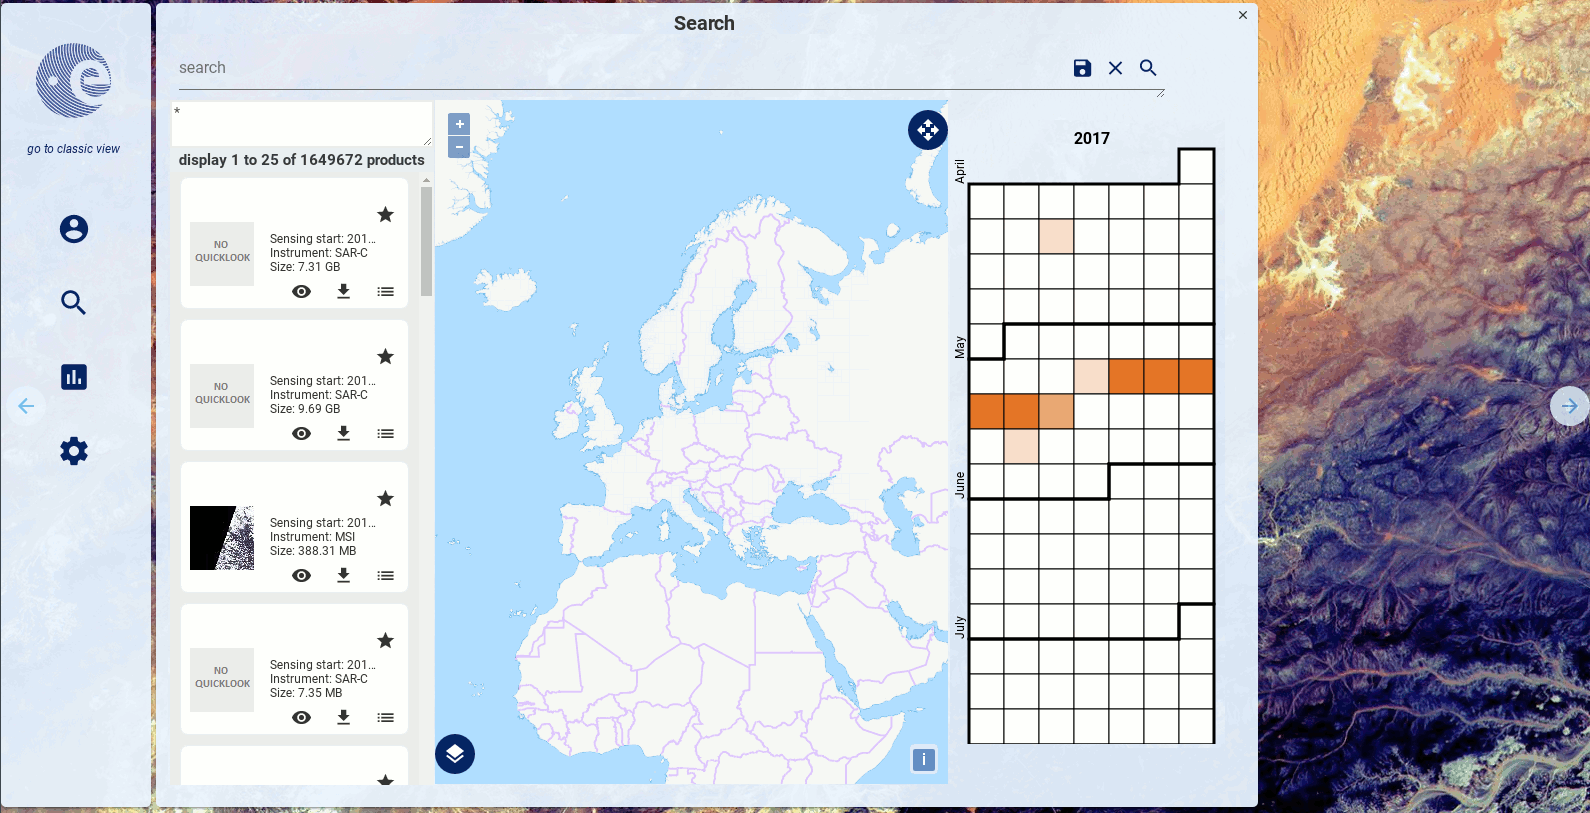 Search
×
search
go to classic view
*
display 1 to 25 of 1649672 products
NO
QUICKLOOK
Sensing start: 201...
Instrument: SAR-C
Size: 7.31 GB
NO
QUICKLOOK
Sensing start: 201...
Instrument: SAR-C
Size: 9.69 GB
Sensing start: 201...
Instrument: MSI
Size: 388.31 MB
NO
QUICKLOOK
Sensing start: 201...
Instrument: SAR-C
Size: 7.35 MB
+
−
i
2017
April
May
June
July